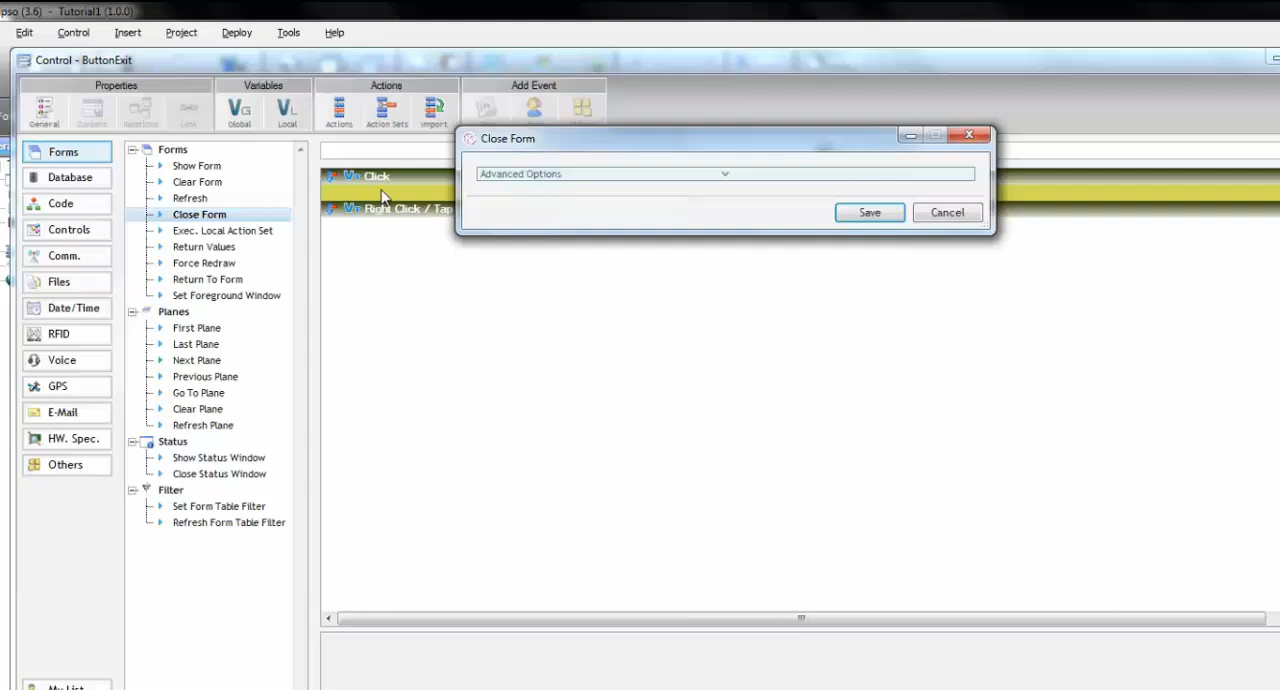 pso (3.6) - Tutorial1 (1.0.0)
Edit Control Insert Project Deploy Tools Help
Control - ButtonExit
Properties Variables Actions Add Event
General Global Local Actions Action Sets Import
Close Form
Advanced Options
Save Cancel
Forms
Database
Code
Controls
Comm.
Files
Date/Time
RFID
Voice
GPS
E-Mail
HW. Spec.
Others
My List
Forms
Show Form
Clear Form
Refresh
Close Form
Exec. Local Action Set
Return Values
Force Redraw
Return To Form
Set Foreground Window
Planes
First Plane
Last Plane
Next Plane
Previous Plane
Go To Plane
Clear Plane
Refresh Plane
Status
Show Status Window
Close Status Window
Filter
Set Form Table Filter
Refresh Form Table Filter
Click
Right Click / Tap